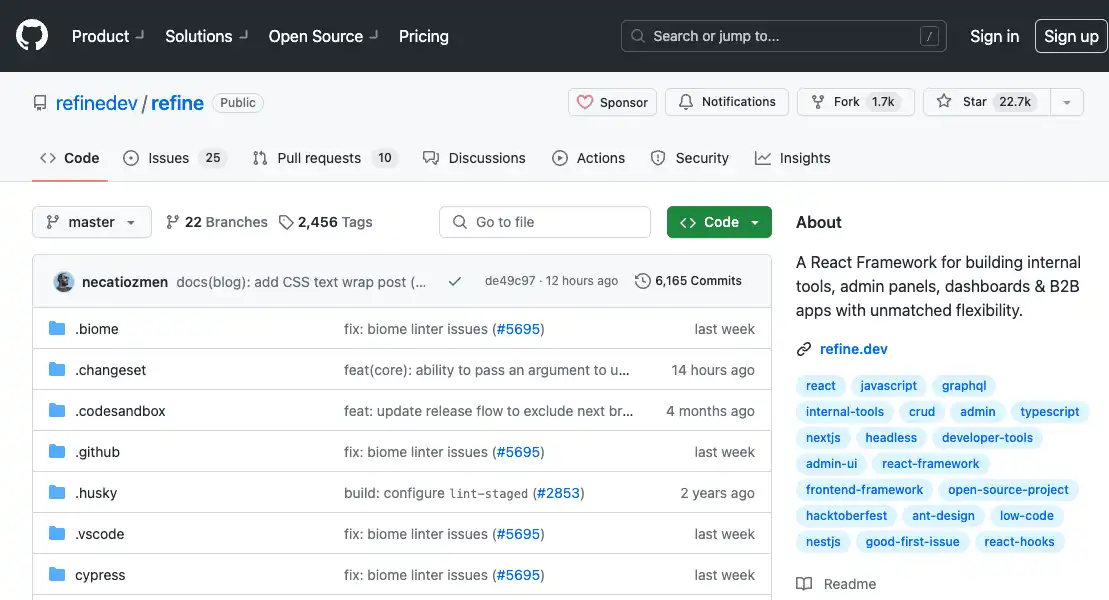 Product Solutions Open Source Pricing Search or jump to... / Sign in Sign up
refinedev / refine Public Sponsor Notifications Fork 1.7k Star 22.7k
Code Issues 25 Pull requests 10 Discussions Actions Security Insights
master 22 Branches 2,456 Tags Go to file Code
necatiozmen docs(blog): add CSS text wrap post (... de49c97 · 12 hours ago 6,165 Commits
.biome fix: biome linter issues (#5695) last week
.changeset feat(core): ability to pass an argument to u... 14 hours ago
.codesandbox feat: update release flow to exclude next br... 4 months ago
.github fix: biome linter issues (#5695) last week
.husky build: configure lint-staged (#2853) 2 years ago
.vscode fix: biome linter issues (#5695) last week
cypress fix: biome linter issues (#5695) last week
About
A React Framework for building internal
tools, admin panels, dashboards & B2B
apps with unmatched flexibility.
refine.dev
react javascript graphql
internal-tools crud admin typescript
nextjs headless developer-tools
admin-ui react-framework
frontend-framework open-source-project
hacktoberfest ant-design low-code
nestjs good-first-issue react-hooks
Readme